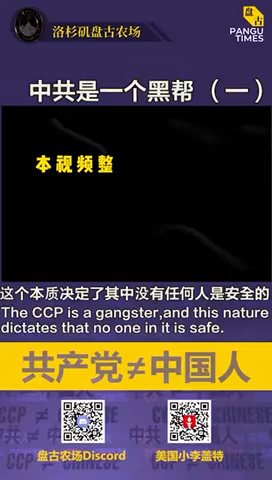 洛杉矶盘古农场
盘古
PANGU
TIMES
中共是一个黑帮（一）
本视频整
这个本质决定了其中没有任何人是安全的
The CCP is a gangster,and this nature
dictates that no one in it is safe.
共产党≠中国人
CCP ≠ CHINESE
盘古农场Discord
美国小李盖特